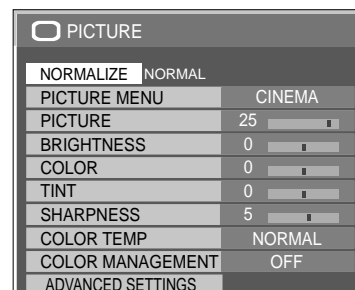 PICTURE
NORMALIZE NORMAL
PICTURE MENU CINEMA
PICTURE 25
BRIGHTNESS 0
COLOR 0
TINT 0
SHARPNESS 5
COLOR TEMP NORMAL
COLOR MANAGEMENT OFF
ADVANCED SETTINGS